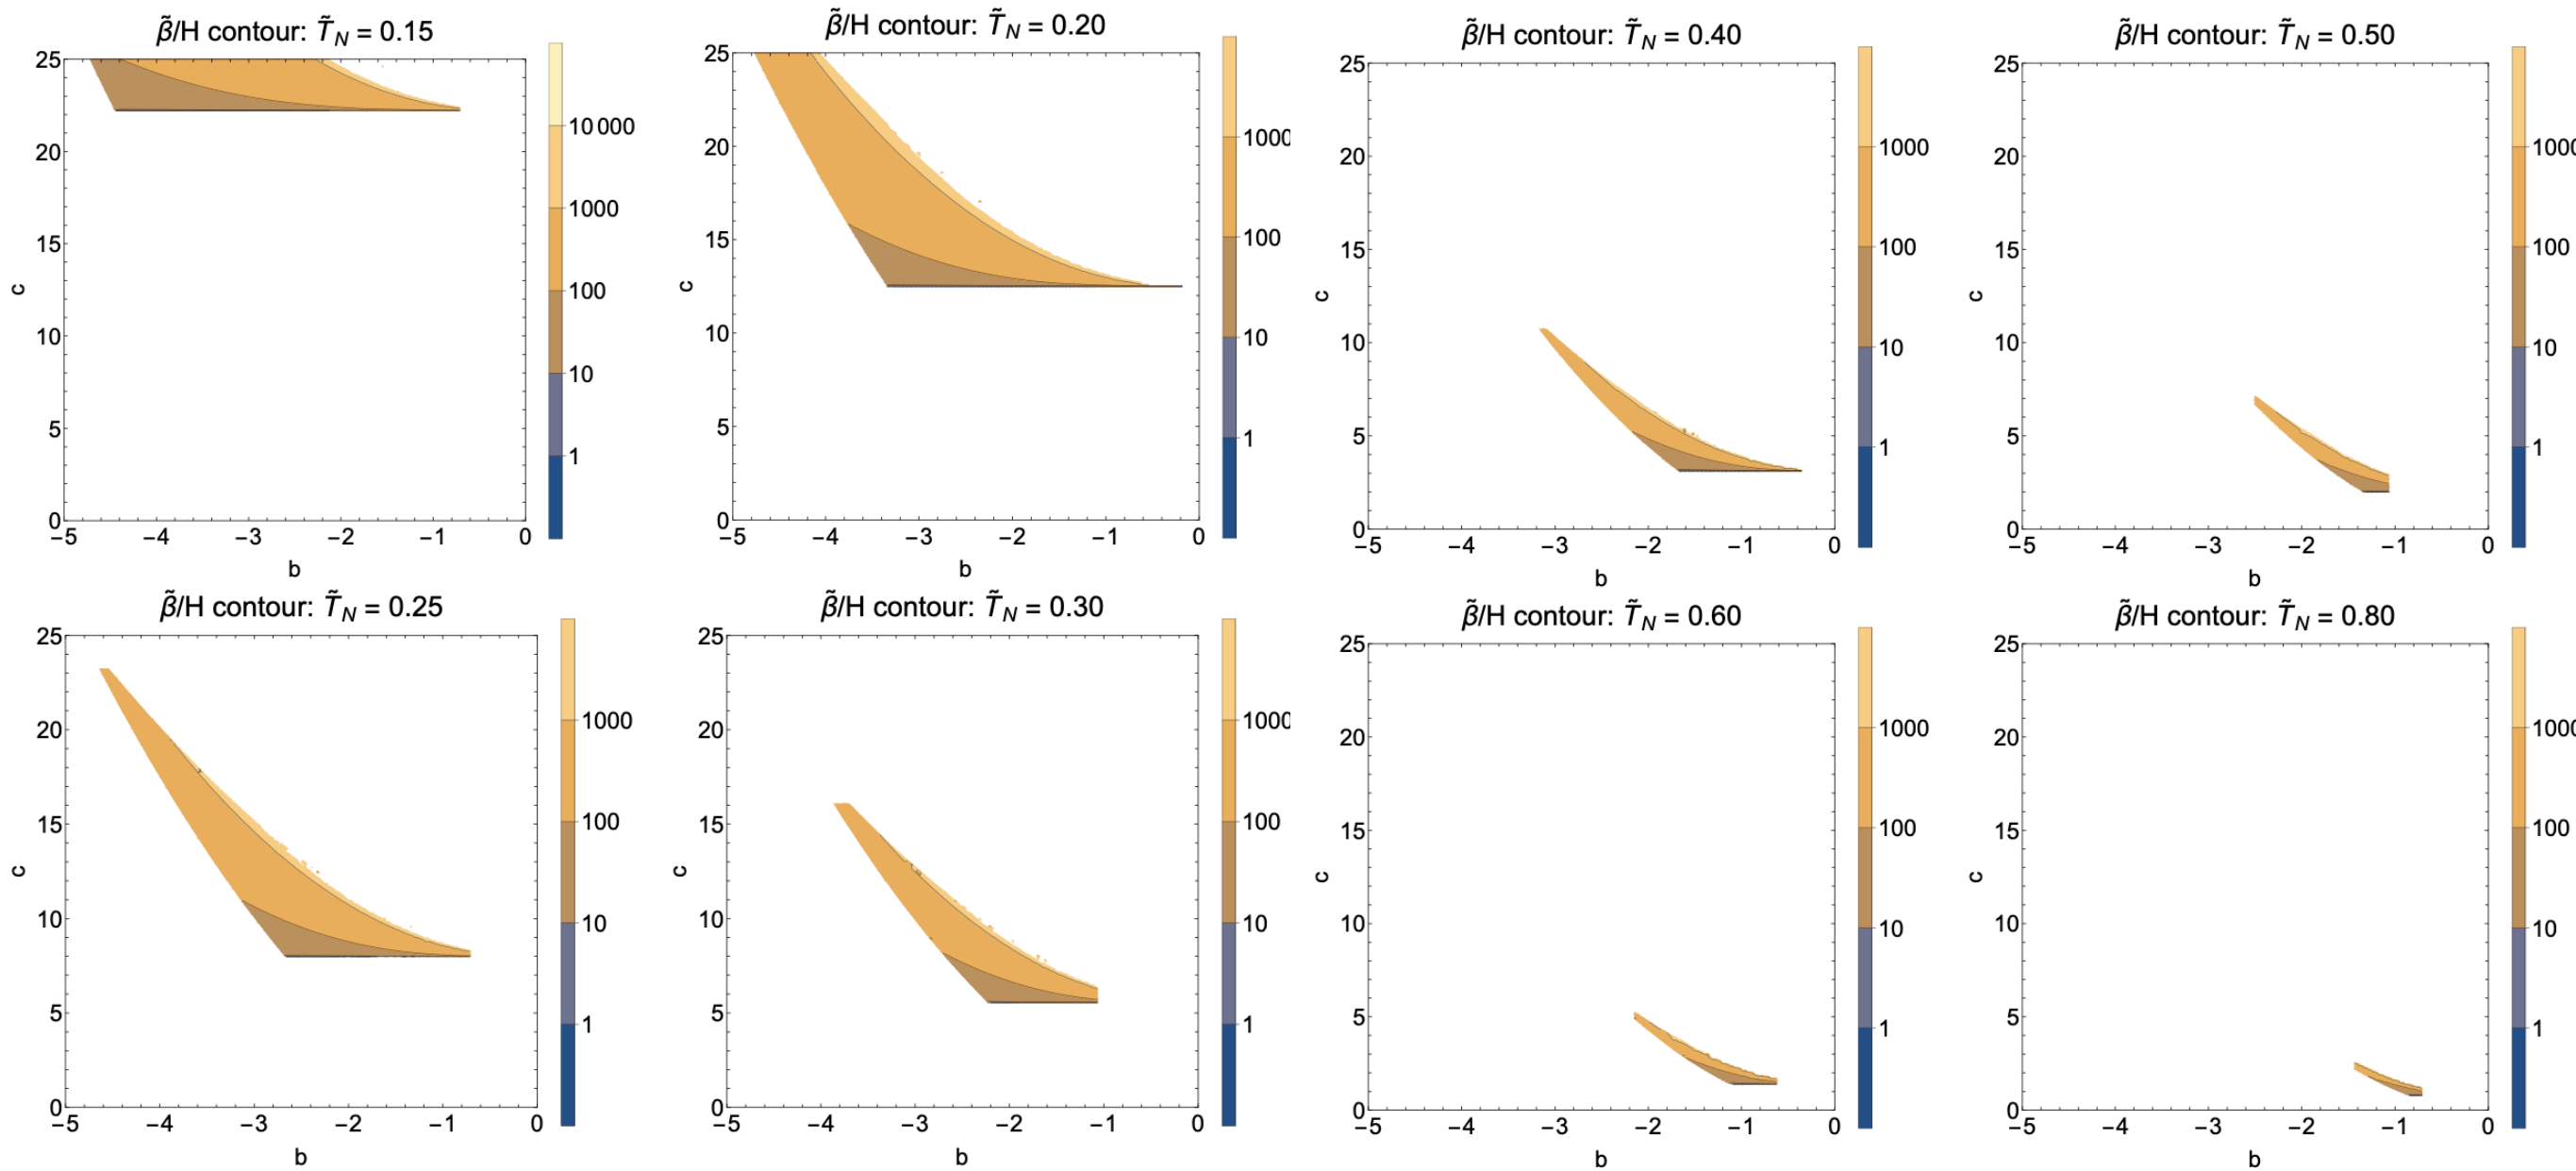 β̃/H contour: T̃_N = 0.15
25
20
15
10
5
0
c
−5 −4 −3 −2 −1 0
b
10 000
1000
100
10
1
β̃/H contour: T̃_N = 0.20
25
20
15
10
5
0
c
−5 −4 −3 −2 −1 0
b
1000
100
10
1
β̃/H contour: T̃_N = 0.40
25
20
15
10
5
0
c
−5 −4 −3 −2 −1 0
b
1000
100
10
1
β̃/H contour: T̃_N = 0.50
25
20
15
10
5
0
c
−5 −4 −3 −2 −1 0
b
1000
100
10
1
β̃/H contour: T̃_N = 0.25
25
20
15
10
5
0
c
−5 −4 −3 −2 −1 0
b
1000
100
10
1
β̃/H contour: T̃_N = 0.30
25
20
15
10
5
0
c
−5 −4 −3 −2 −1 0
b
1000
100
10
1
β̃/H contour: T̃_N = 0.60
25
20
15
10
5
0
c
−5 −4 −3 −2 −1 0
b
1000
100
10
1
β̃/H contour: T̃_N = 0.80
25
20
15
10
5
0
c
−5 −4 −3 −2 −1 0
b
1000
100
10
1